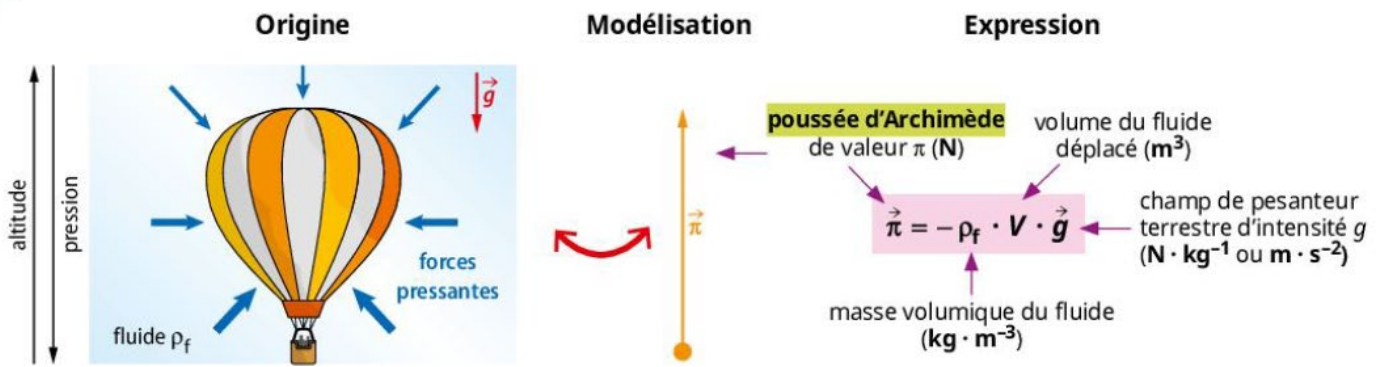 Origine
Modélisation
Expression
altitude
pression
g
forces
pressantes
fluide ρf
π
poussée d'Archimède
de valeur π (N)
volume du fluide
déplacé (m³)
π = – ρf · V · g
champ de pesanteur
terrestre d'intensité g
(N · kg⁻¹ ou m · s⁻²)
masse volumique du fluide
(kg · m⁻³)